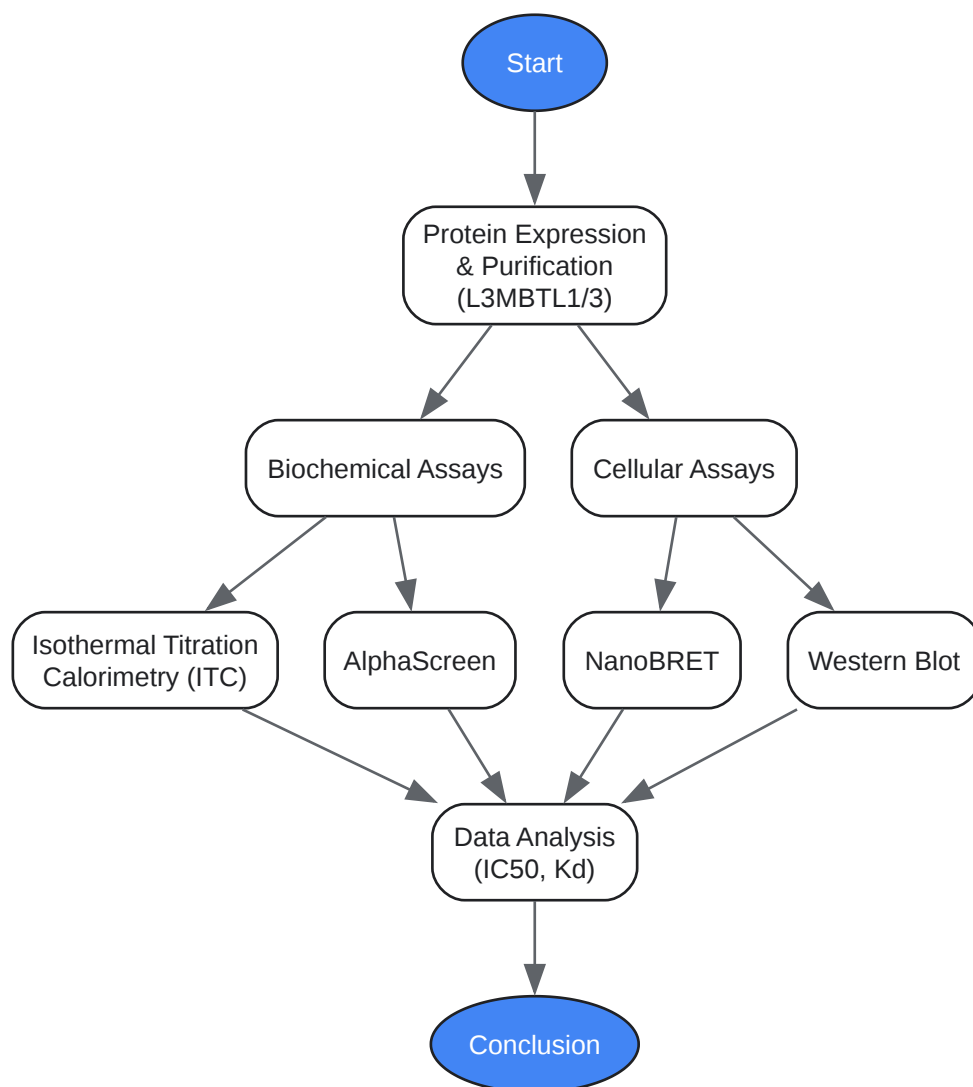 Start
Protein Expression
& Purification
(L3MBTL1/3)
Biochemical Assays
Cellular Assays
Isothermal Titration
Calorimetry (ITC)
AlphaScreen
NanoBRET
Western Blot
Data Analysis
(IC50, Kd)
Conclusion